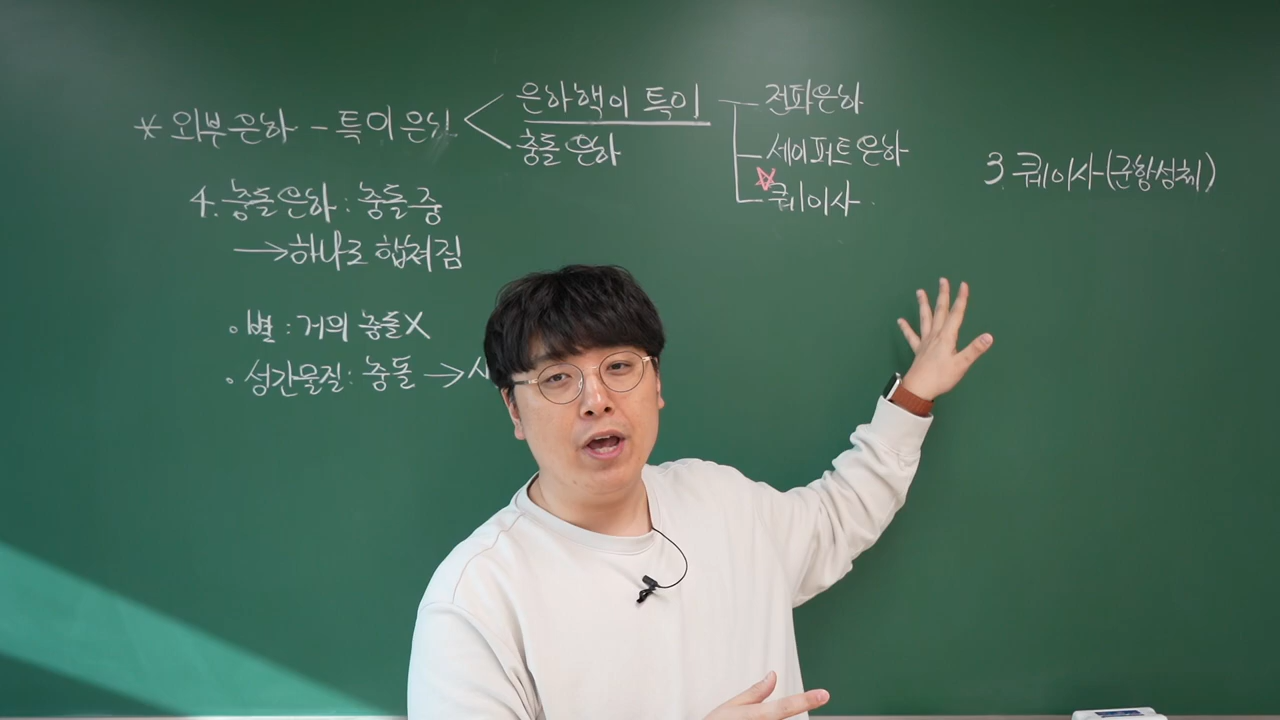 * 외부은하 - 특이은하 < 은하핵이 특이
충돌은하
전파은하
세이퍼트은하
퀘이사
3. 퀘이사(준항성체)
4. 충돌은하 : 충돌 중
→하나로 합쳐짐
• 별 : 거의 충돌X
• 성간물질: 충돌 →